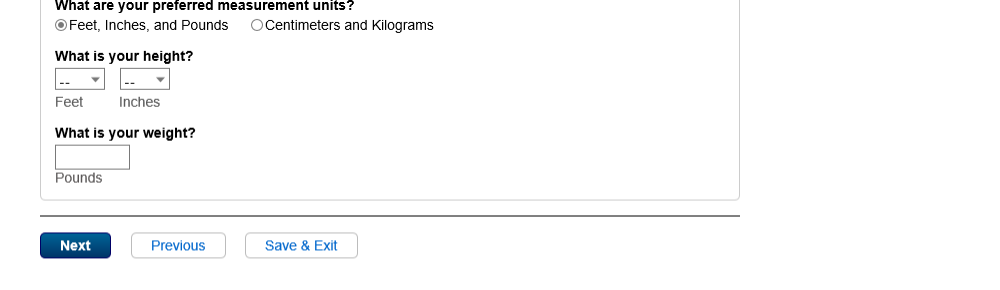 What are your preferred measurement units?
Feet, Inches, and Pounds Centimeters and Kilograms
What is your height?
-- --
Feet Inches
What is your weight?
Pounds
Next Previous Save & Exit